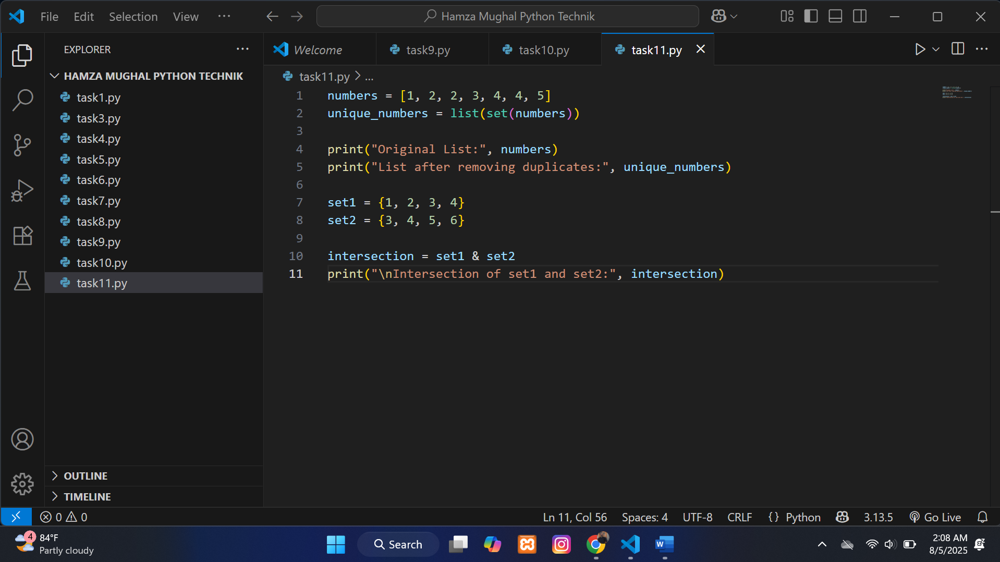 File Edit Selection View ...
Hamza Mughal Python Technik
EXPLORER ...
HAMZA MUGHAL PYTHON TECHNIK
task1.py
task3.py
task4.py
task5.py
task6.py
task7.py
task8.py
task9.py
task10.py
task11.py
OUTLINE
TIMELINE
Welcome task9.py task10.py task11.py
task11.py > ...
1 numbers = [1, 2, 2, 3, 4, 4, 5]
2 unique_numbers = list(set(numbers))
3
4 print("Original List:", numbers)
5 print("List after removing duplicates:", unique_numbers)
6
7 set1 = {1, 2, 3, 4}
8 set2 = {3, 4, 5, 6}
9
10 intersection = set1 & set2
11 print("\nIntersection of set1 and set2:", intersection)
0 0 Ln 11, Col 56 Spaces: 4 UTF-8 CRLF {} Python 3.13.5 Go Live
4 84°F
Partly cloudy
Search
W
2:08 AM
8/5/2025